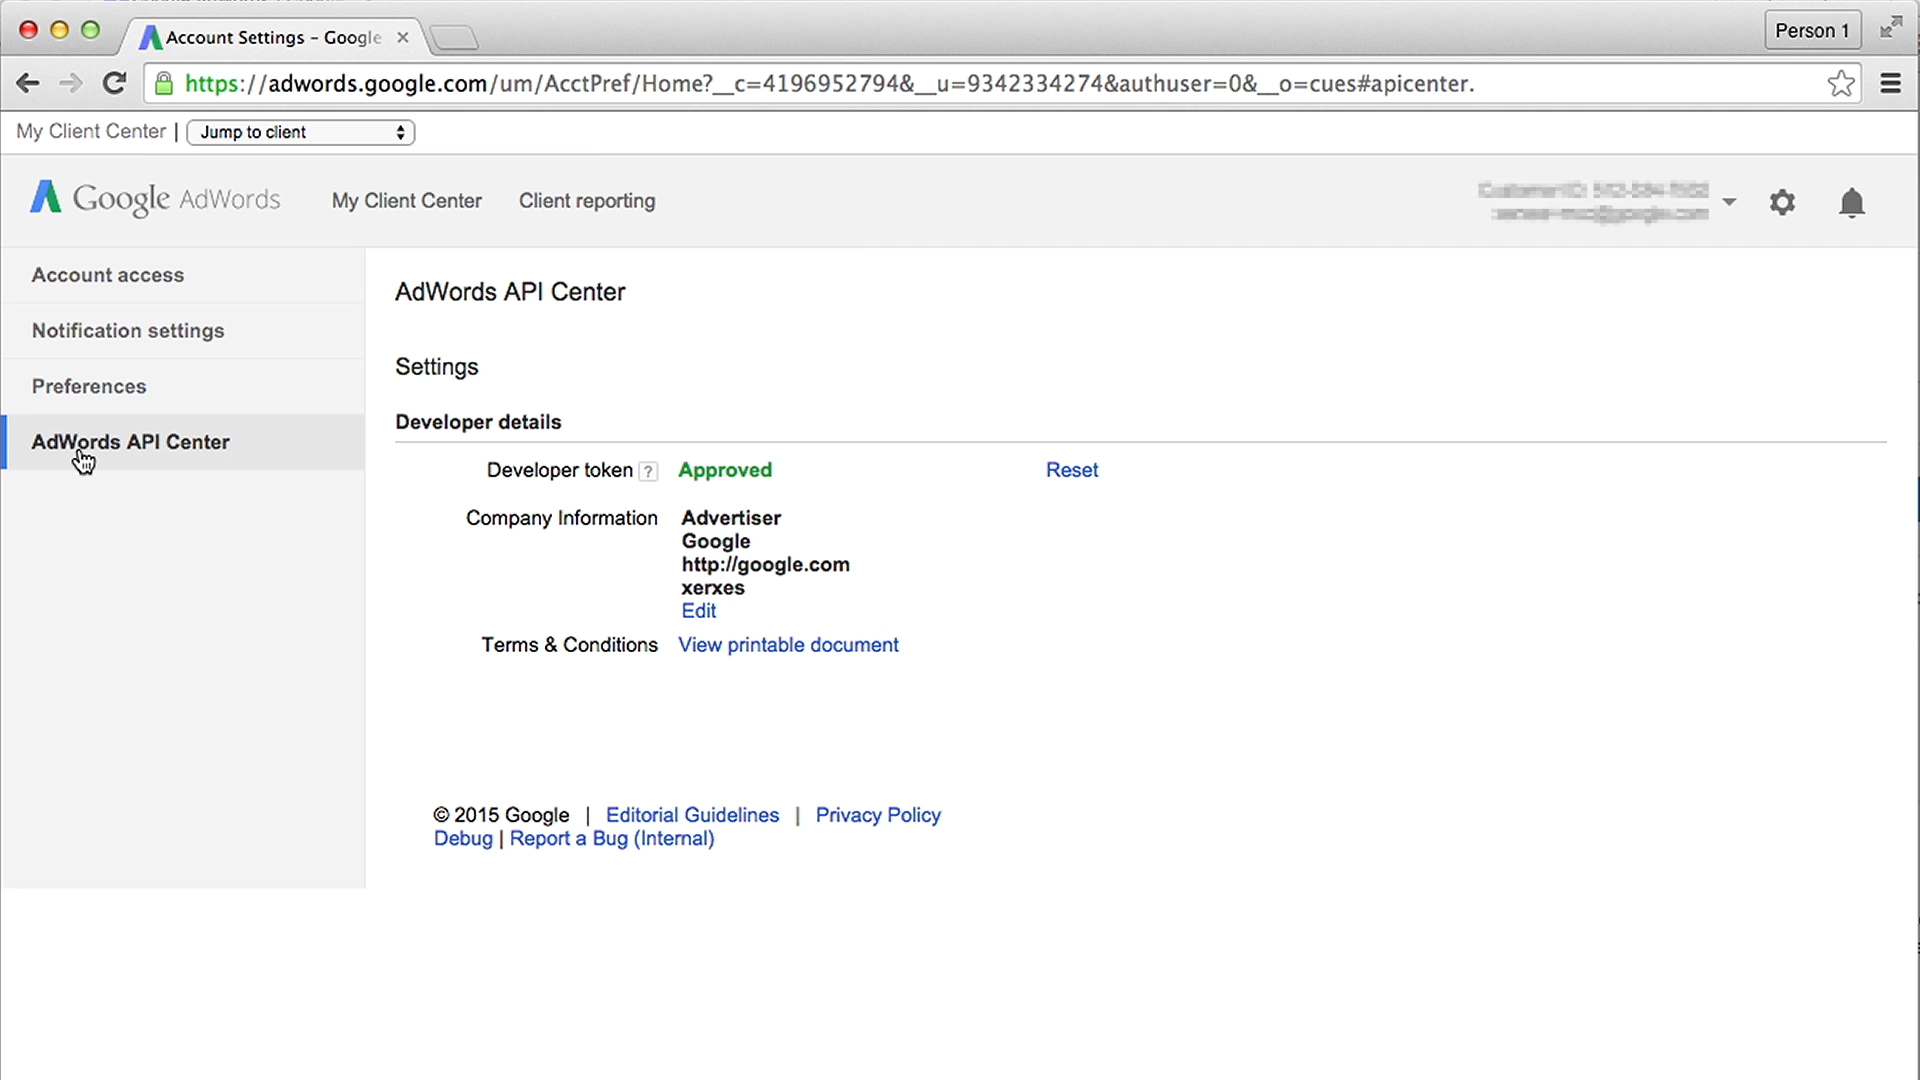 Account Settings - Google
Person 1
https://adwords.google.com/um/AcctPref/Home?__c=4196952794&__u=9342334274&authuser=0&__o=cues#apicenter.
My Client Center | Jump to client
Google AdWords My Client Center Client reporting
Account access
Notification settings
Preferences
AdWords API Center
AdWords API Center
Settings
Developer details
Developer token ? Approved Reset
Company Information Advertiser
Google
http://google.com
xerxes
Edit
Terms & Conditions View printable document
© 2015 Google | Editorial Guidelines | Privacy Policy
Debug | Report a Bug (Internal)